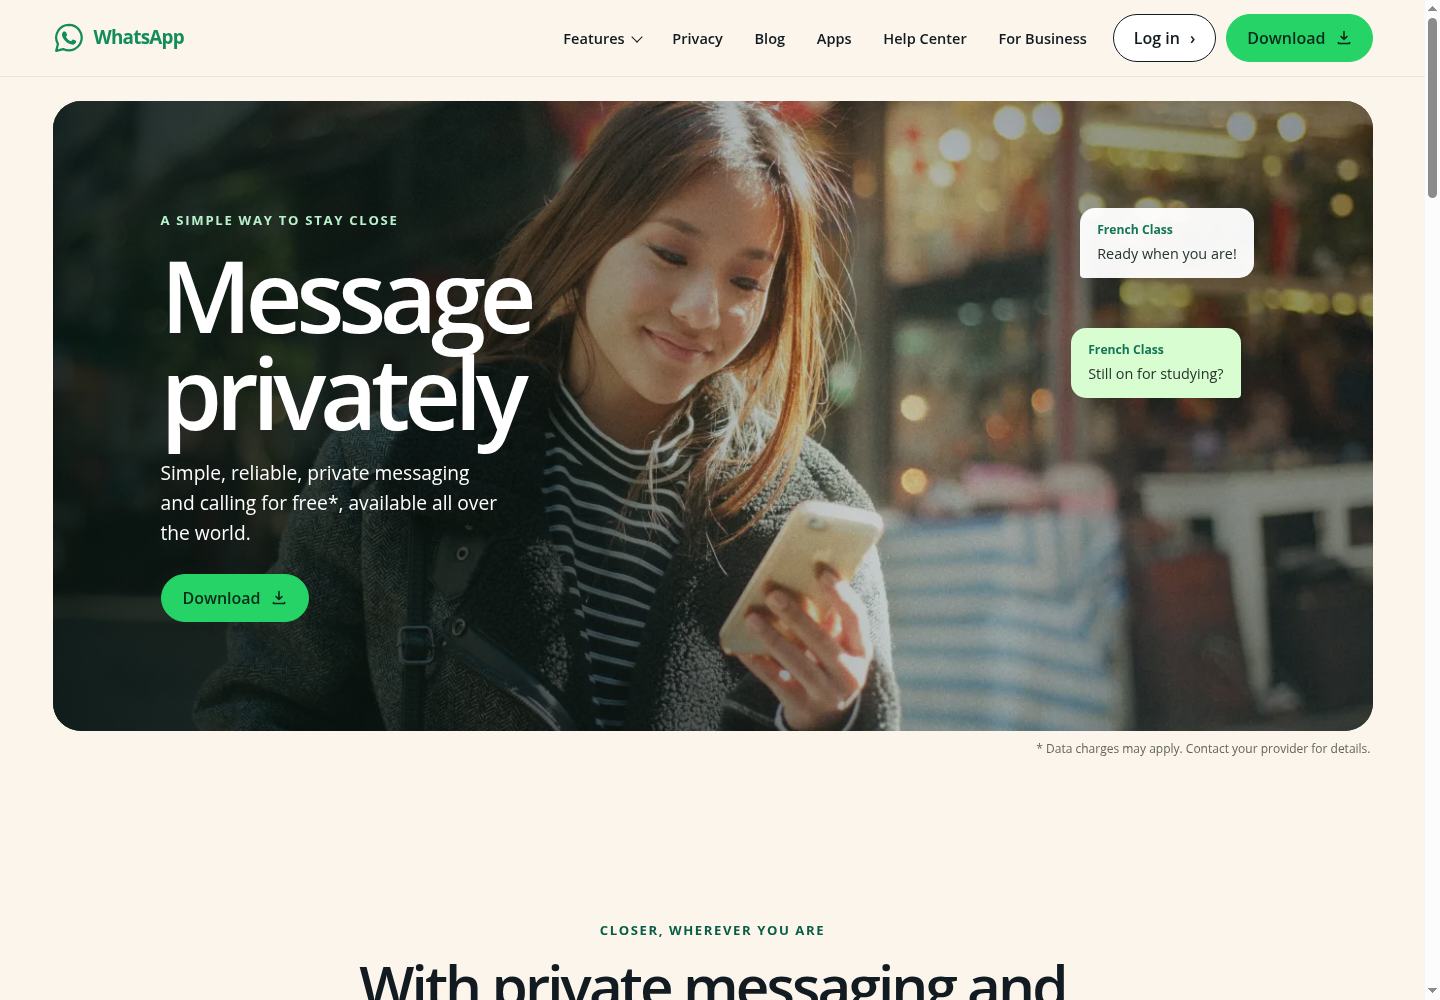 WhatsApp
Features
Privacy
Blog
Apps
Help Center
For Business
Log in ›
Download
A SIMPLE WAY TO STAY CLOSE
Message
privately
Simple, reliable, private messaging
and calling for free*, available all over
the world.
Download
French Class
Ready when you are!
French Class
Still on for studying?
* Data charges may apply. Contact your provider for details.
CLOSER, WHEREVER YOU ARE
With private messaging and